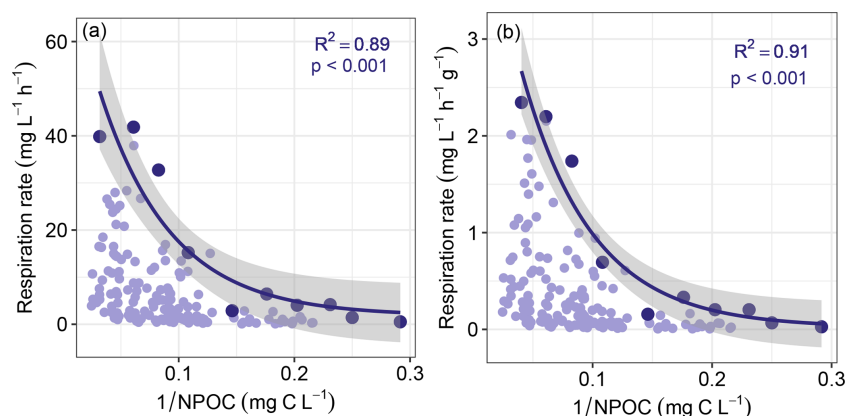 (a)
R² = 0.89
p < 0.001
Respiration rate (mg L⁻¹ h⁻¹)
60
40
20
0
0.1 0.2 0.3
1/NPOC (mg C L⁻¹)
(b)
R² = 0.91
p < 0.001
Respiration rate (mg L⁻¹ h⁻¹ g⁻¹)
3
2
1
0
0.1 0.2 0.3
1/NPOC (mg C L⁻¹)